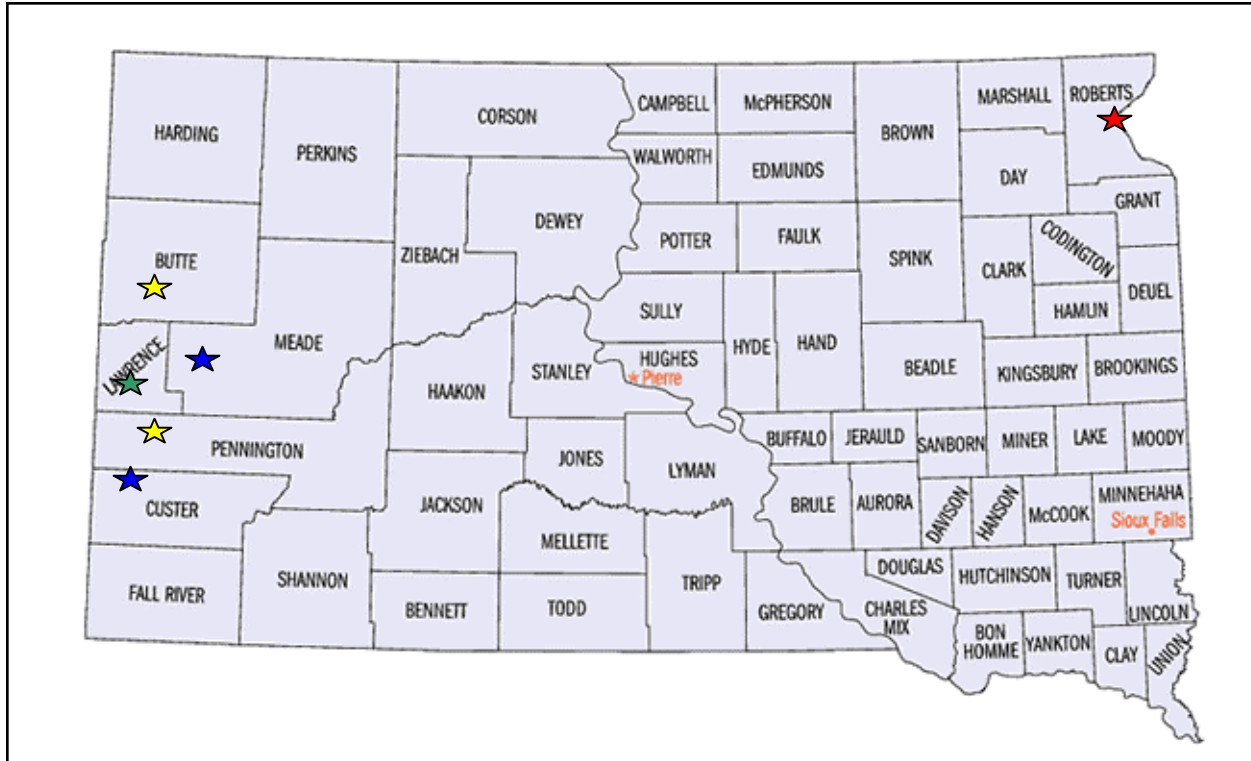 HARDING
PERKINS
CORSON
CAMPBELL
McPHERSON
BROWN
MARSHALL
ROBERTS
WALWORTH
EDMUNDS
DAY
GRANT
DEWEY
ZIEBACH
POTTER
FAULK
SPINK
CLARK
CODINGTON
HAMLIN
DEUEL
BUTTE
MEADE
LAWRENCE
SULLY
HUGHES
Pierre
HYDE
HAND
STANLEY
HAAKON
BEADLE
KINGSBURY
BROOKINGS
PENNINGTON
JONES
LYMAN
BUFFALO
JERAULD
SANBORN
MINER
LAKE
MOODY
CUSTER
JACKSON
BRULE
AURORA
DAVISON
HANSON
McCOOK
MINNEHAHA
Sioux Falls
MELLETTE
FALL RIVER
SHANNON
BENNETT
TODD
TRIPP
GREGORY
CHARLES
MIX
DOUGLAS
HUTCHINSON
TURNER
LINCOLN
BON
HOMME
YANKTON
CLAY
UNION